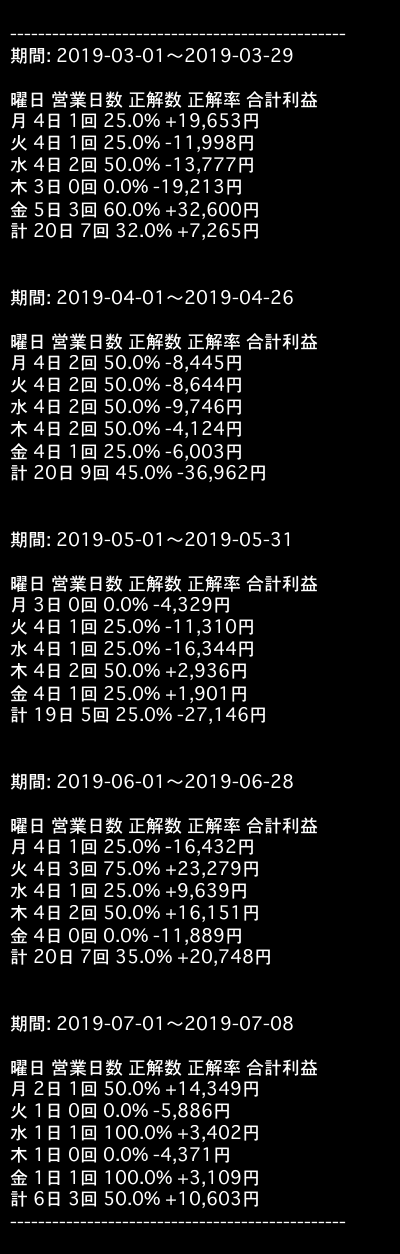 ------------------------------------------------
期間: 2019-03-01～2019-03-29
曜日 営業日数 正解数 正解率 合計利益
月 4日 1回 25.0% +19,653円
火 4日 1回 25.0% -11,998円
水 4日 2回 50.0% -13,777円
木 3日 0回 0.0% -19,213円
金 5日 3回 60.0% +32,600円
計 20日 7回 32.0% +7,265円
期間: 2019-04-01～2019-04-26
曜日 営業日数 正解数 正解率 合計利益
月 4日 2回 50.0% -8,445円
火 4日 2回 50.0% -8,644円
水 4日 2回 50.0% -9,746円
木 4日 2回 50.0% -4,124円
金 4日 1回 25.0% -6,003円
計 20日 9回 45.0% -36,962円
期間: 2019-05-01～2019-05-31
曜日 営業日数 正解数 正解率 合計利益
月 3日 0回 0.0% -4,329円
火 4日 1回 25.0% -11,310円
水 4日 1回 25.0% -16,344円
木 4日 2回 50.0% +2,936円
金 4日 1回 25.0% +1,901円
計 19日 5回 25.0% -27,146円
期間: 2019-06-01～2019-06-28
曜日 営業日数 正解数 正解率 合計利益
月 4日 1回 25.0% -16,432円
火 4日 3回 75.0% +23,279円
水 4日 1回 25.0% +9,639円
木 4日 2回 50.0% +16,151円
金 4日 0回 0.0% -11,889円
計 20日 7回 35.0% +20,748円
期間: 2019-07-01～2019-07-08
曜日 営業日数 正解数 正解率 合計利益
月 2日 1回 50.0% +14,349円
火 1日 0回 0.0% -5,886円
水 1日 1回 100.0% +3,402円
木 1日 0回 0.0% -4,371円
金 1日 1回 100.0% +3,109円
計 6日 3回 50.0% +10,603円
------------------------------------------------